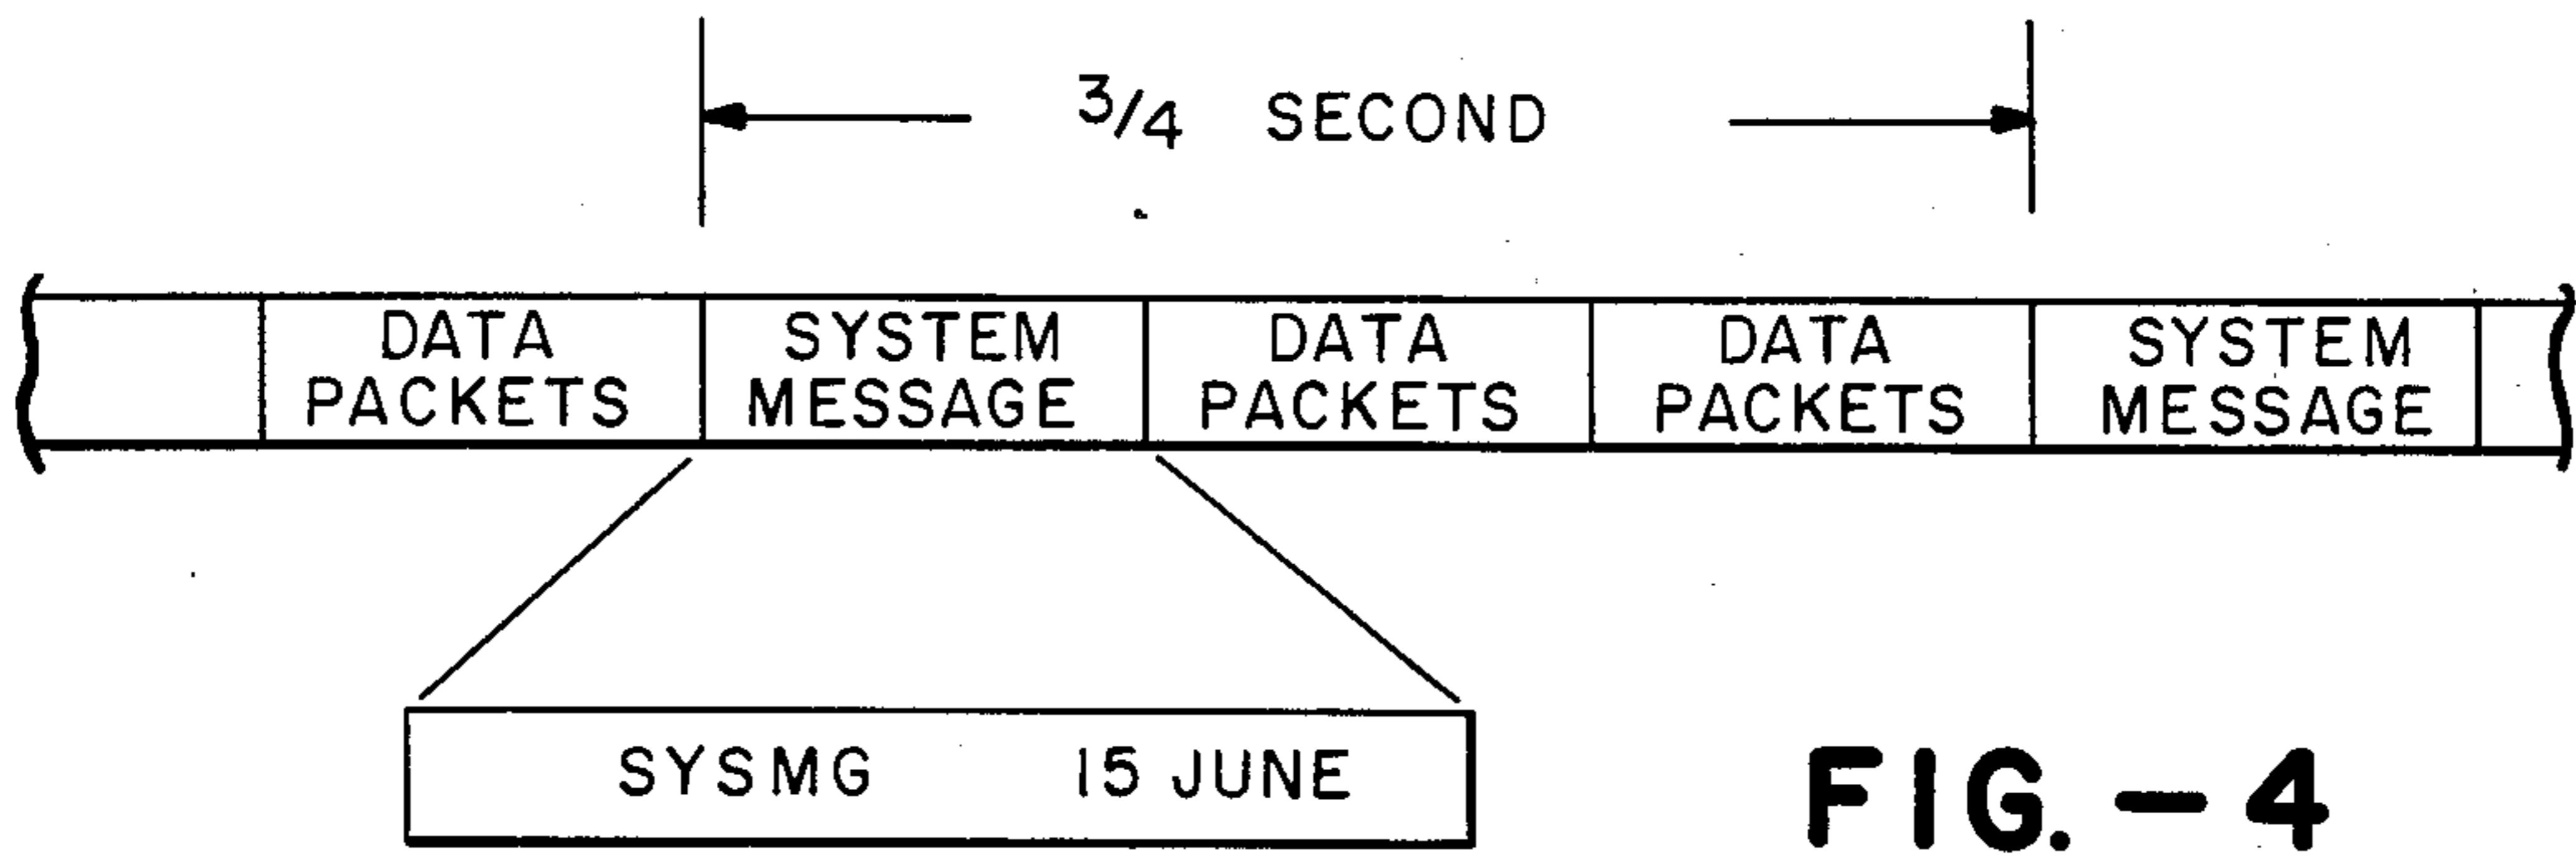 3/4 SECOND
DATA PACKETS
SYSTEM MESSAGE
DATA PACKETS
DATA PACKETS
SYSTEM MESSAGE
SYSMG 15 JUNE
FIG.-4